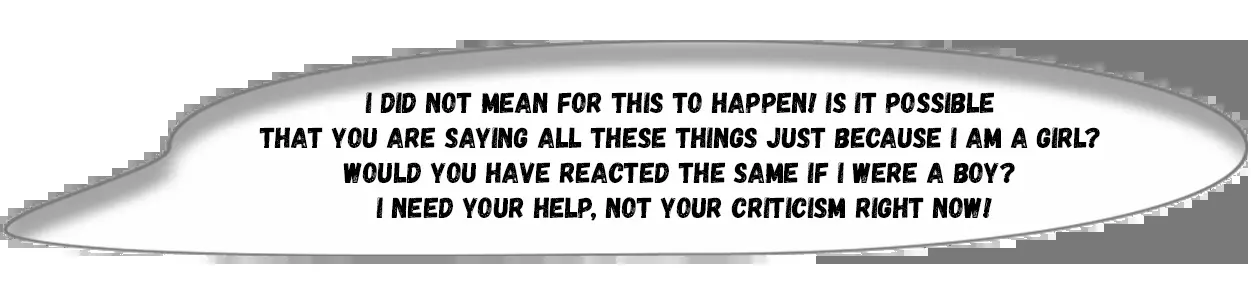 I DID NOT MEAN FOR THIS TO HAPPEN! IS IT POSSIBLE
THAT YOU ARE SAYING ALL THESE THINGS JUST BECAUSE I AM A GIRL?
WOULD YOU HAVE REACTED THE SAME IF I WERE A BOY?
I NEED YOUR HELP, NOT YOUR CRITICISM RIGHT NOW!